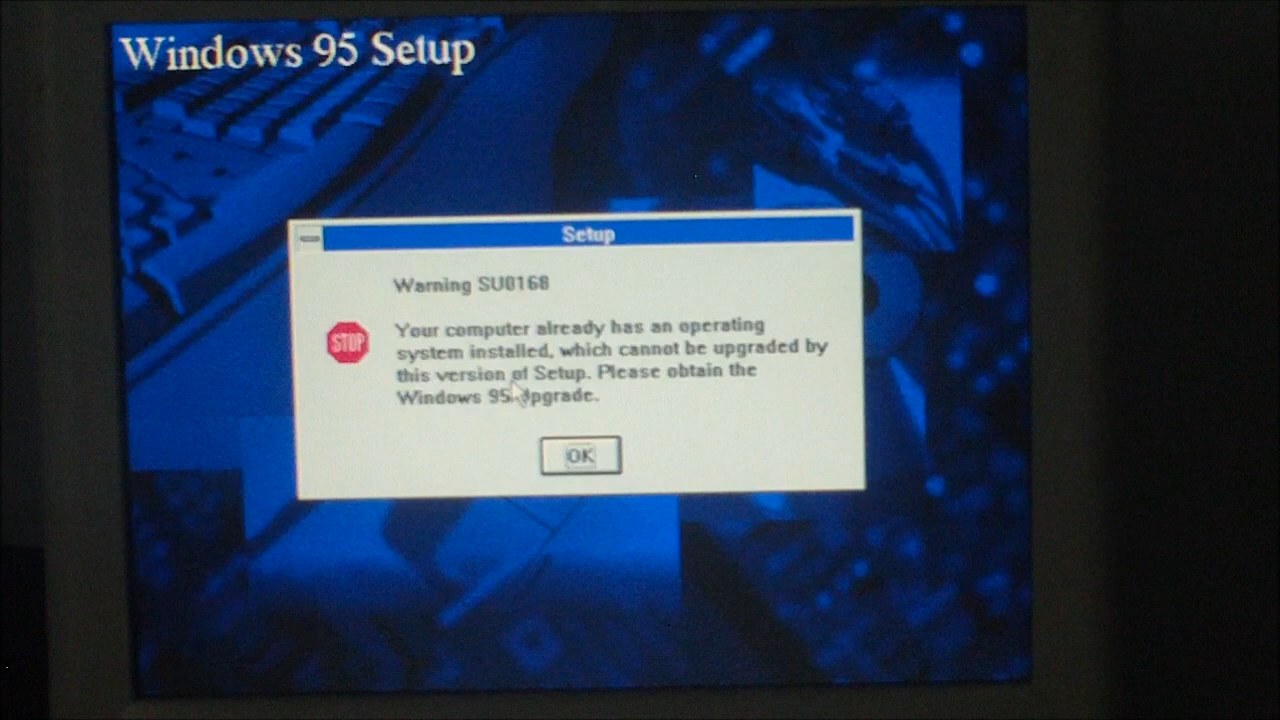 Windows 95 Setup
Setup
Warning SU0168
STOP
Your computer already has an operating
system installed, which cannot be upgraded by
this version of Setup. Please obtain the
Windows 95 Upgrade.
OK